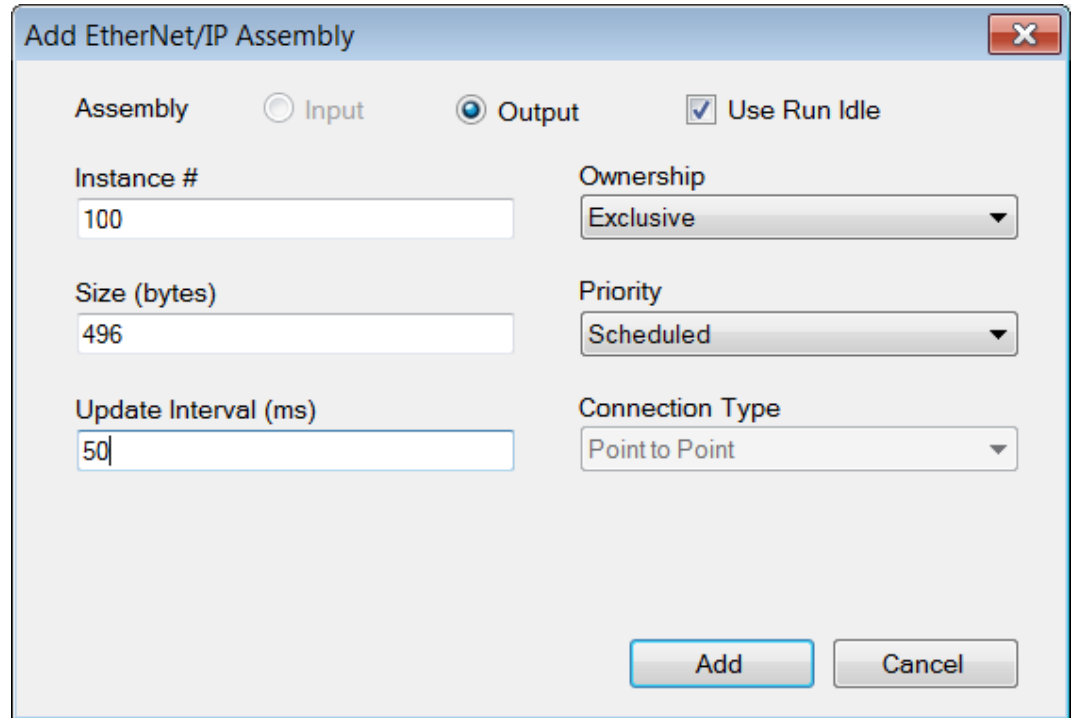 Add EtherNet/IP Assembly
Assembly Input Output Use Run Idle
Instance # Ownership
100 Exclusive
Size (bytes) Priority
496 Scheduled
Update Interval (ms) Connection Type
50 Point to Point
Add Cancel